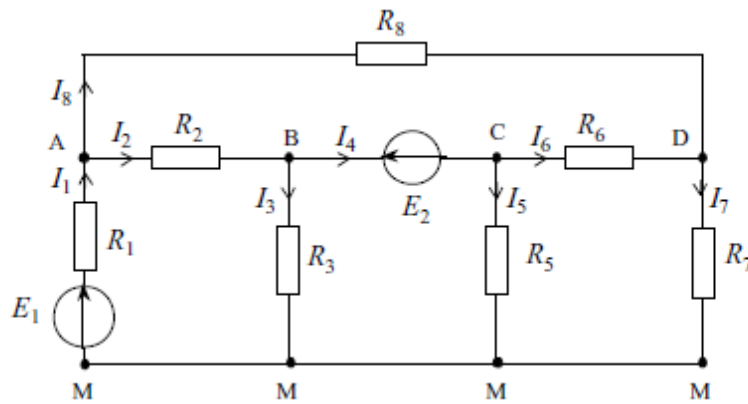 R8
I8
A I2 R2 B I4 C I6 R6 D
I1 E2
R1 I3 R3 I5 R5 I7 R7
E1
M M M M